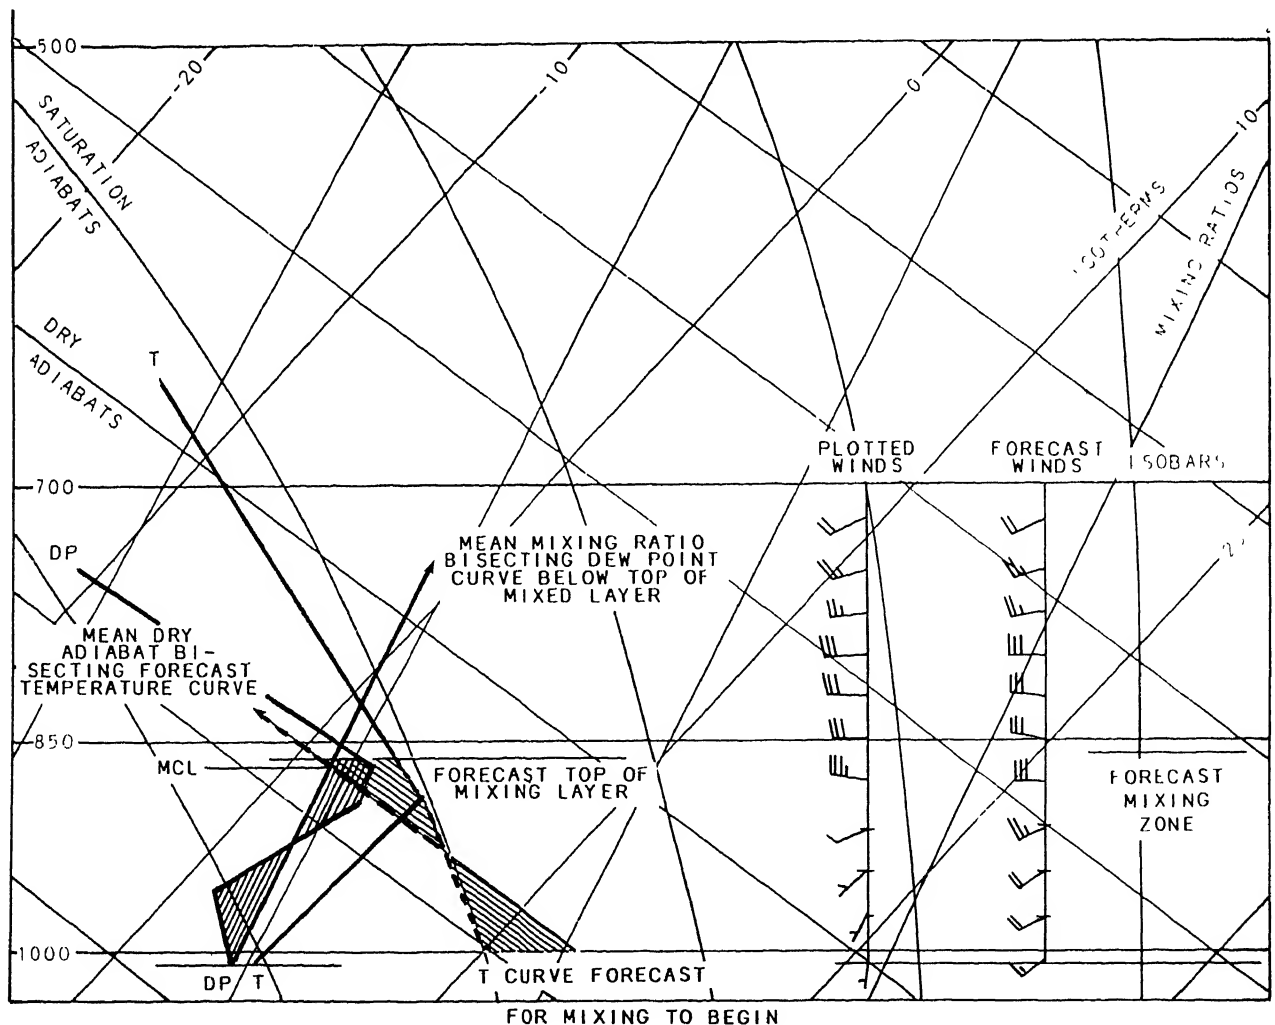 500
-20
-10
0
10
SATURATION
ADIABATS
ISOTHERMS
MIXING RATIOS
DRY
ADIABATS
T
PLOTTED
WINDS
FORECAST
WINDS
ISOBARS
700
DP
MEAN MIXING RATIO
BISECTING DEW POINT
CURVE BELOW TOP OF
MIXED LAYER
MEAN DRY
ADIABAT BI-
SECTING FORECAST
TEMPERATURE CURVE
850
MCL
FORECAST TOP OF
MIXING LAYER
FORECAST
MIXING
ZONE
1000
DP T
T CURVE FORECAST
FOR MIXING TO BEGIN